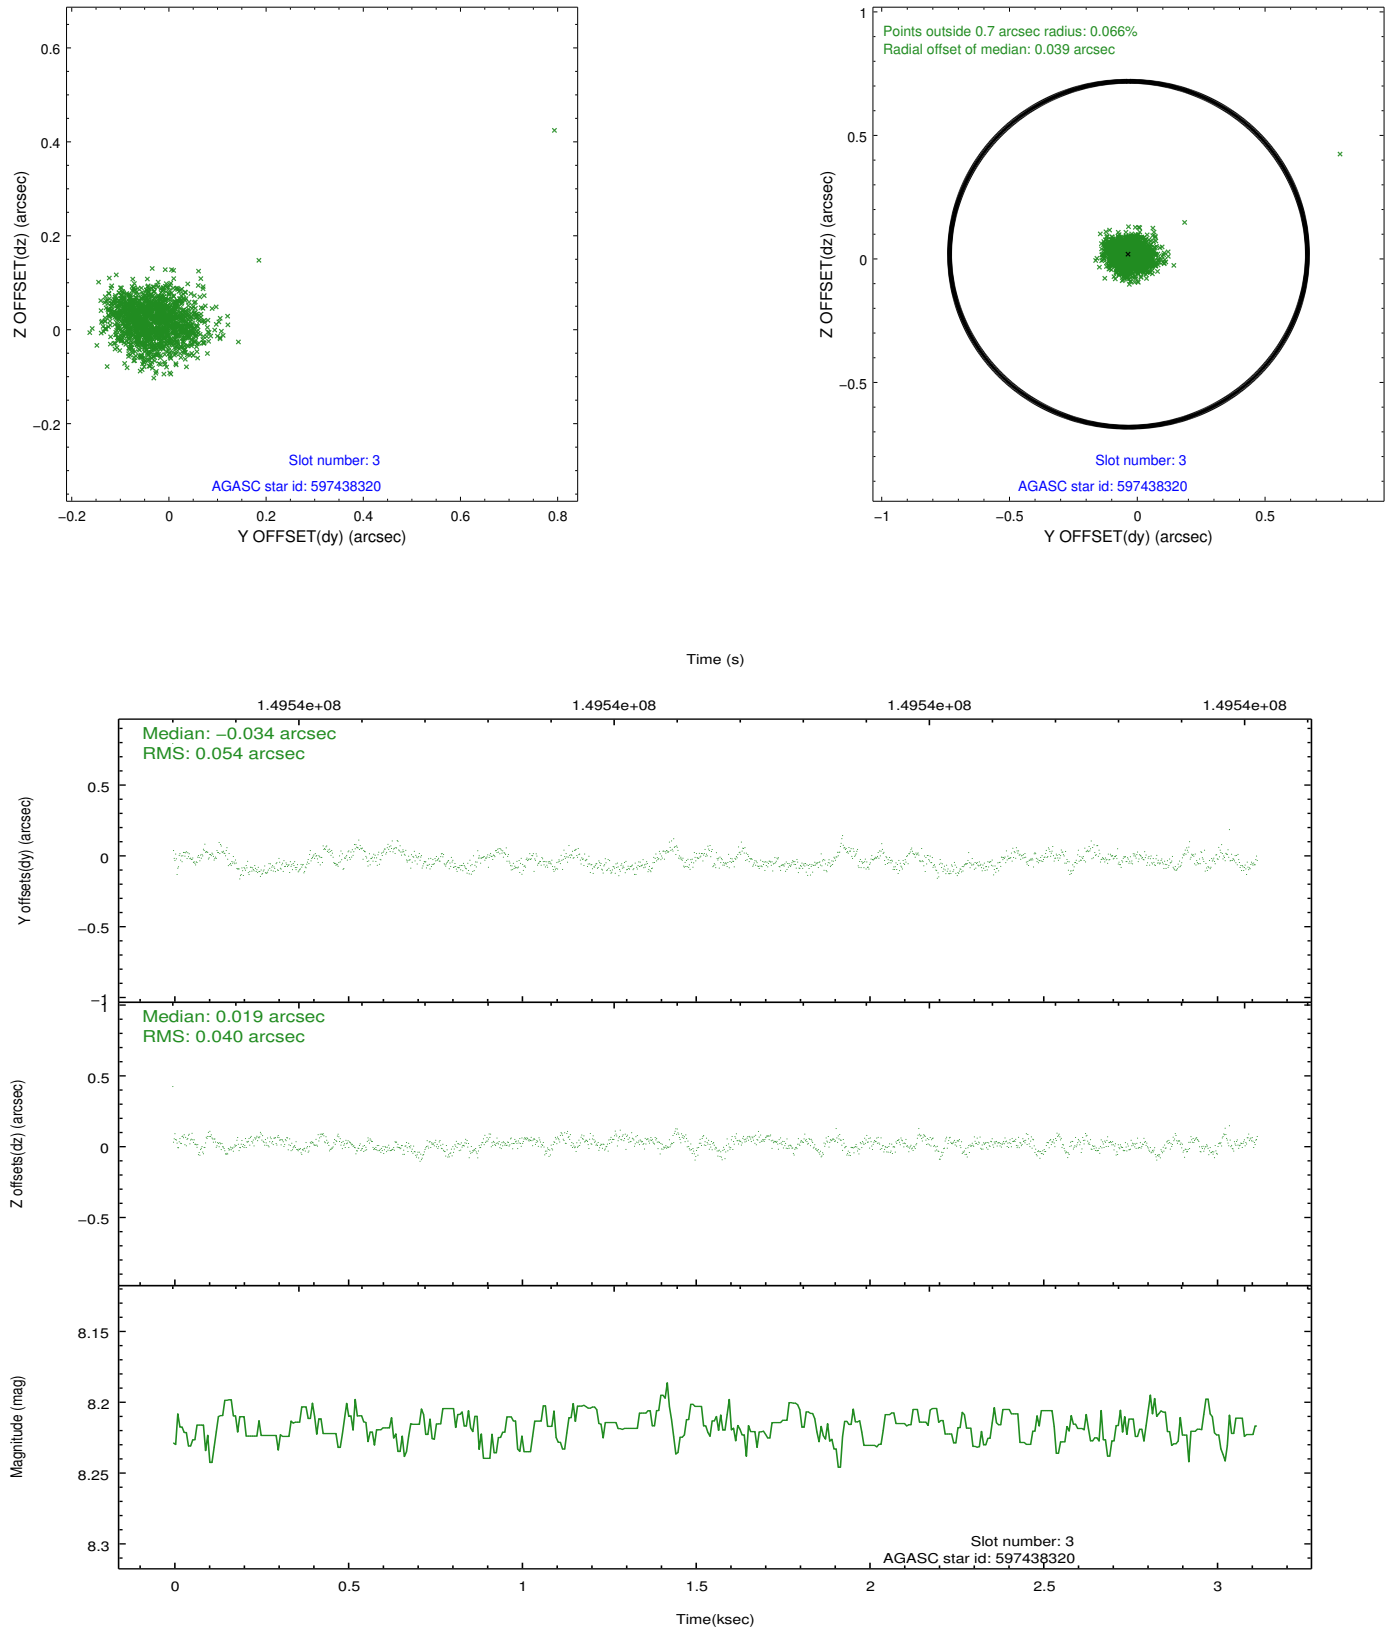 0.6
0.4
0.2
0
−0.2
Z OFFSET(dz) (arcsec)
Slot number: 3
AGASC star id: 597438320
−0.2 0 0.2 0.4 0.6 0.8
Y OFFSET(dy) (arcsec)
1
0.5
0
−0.5
Z OFFSET(dz) (arcsec)
Points outside 0.7 arcsec radius: 0.066%
Radial offset of median: 0.039 arcsec
Slot number: 3
AGASC star id: 597438320
−1 −0.5 0 0.5
Y OFFSET(dy) (arcsec)
Time (s)
1.4954e+08 1.4954e+08 1.4954e+08 1.4954e+08
Median: −0.034 arcsec
RMS: 0.054 arcsec
0.5
0
−0.5
−1
Y offsets(dy) (arcsec)
Median: 0.019 arcsec
RMS: 0.040 arcsec
1
0.5
0
−0.5
Z offsets(dz) (arcsec)
8.15
8.2
8.25
8.3
Magnitude (mag)
Slot number: 3
AGASC star id: 597438320
0 0.5 1 1.5 2 2.5 3
Time(ksec)